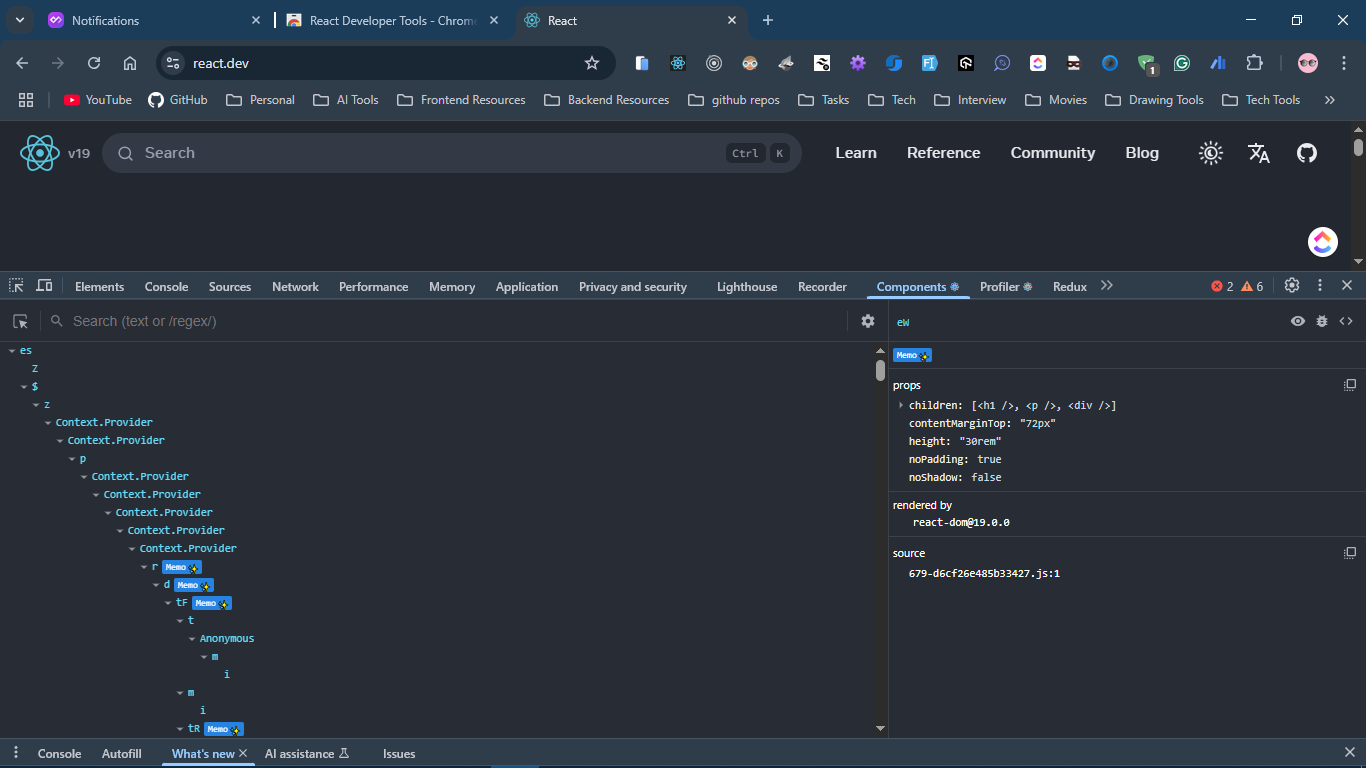 Notifications
React Developer Tools - Chrome
React
react.dev
1
YouTube
GitHub
Personal
AI Tools
Frontend Resources
Backend Resources
github repos
Tasks
Tech
Interview
Movies
Drawing Tools
Tech Tools
v19
Search
Ctrl
K
Learn
Reference
Community
Blog
Elements
Console
Sources
Network
Performance
Memory
Application
Privacy and security
Lighthouse
Recorder
Components
Profiler
Redux
2
6
Search (text or /regex/)
es
Z
$
z
Context.Provider
Context.Provider
p
Context.Provider
Context.Provider
Context.Provider
Context.Provider
Context.Provider
r Memo
d Memo
tF Memo
t
Anonymous
m
i
m
i
tR Memo
eW
Memo
props
children: [<h1 />, <p />, <div />]
contentMarginTop: "72px"
height: "30rem"
noPadding: true
noShadow: false
rendered by
react-dom@19.0.0
source
679-d6cf26e485b33427.js:1
Console
Autofill
What's new
AI assistance
Issues